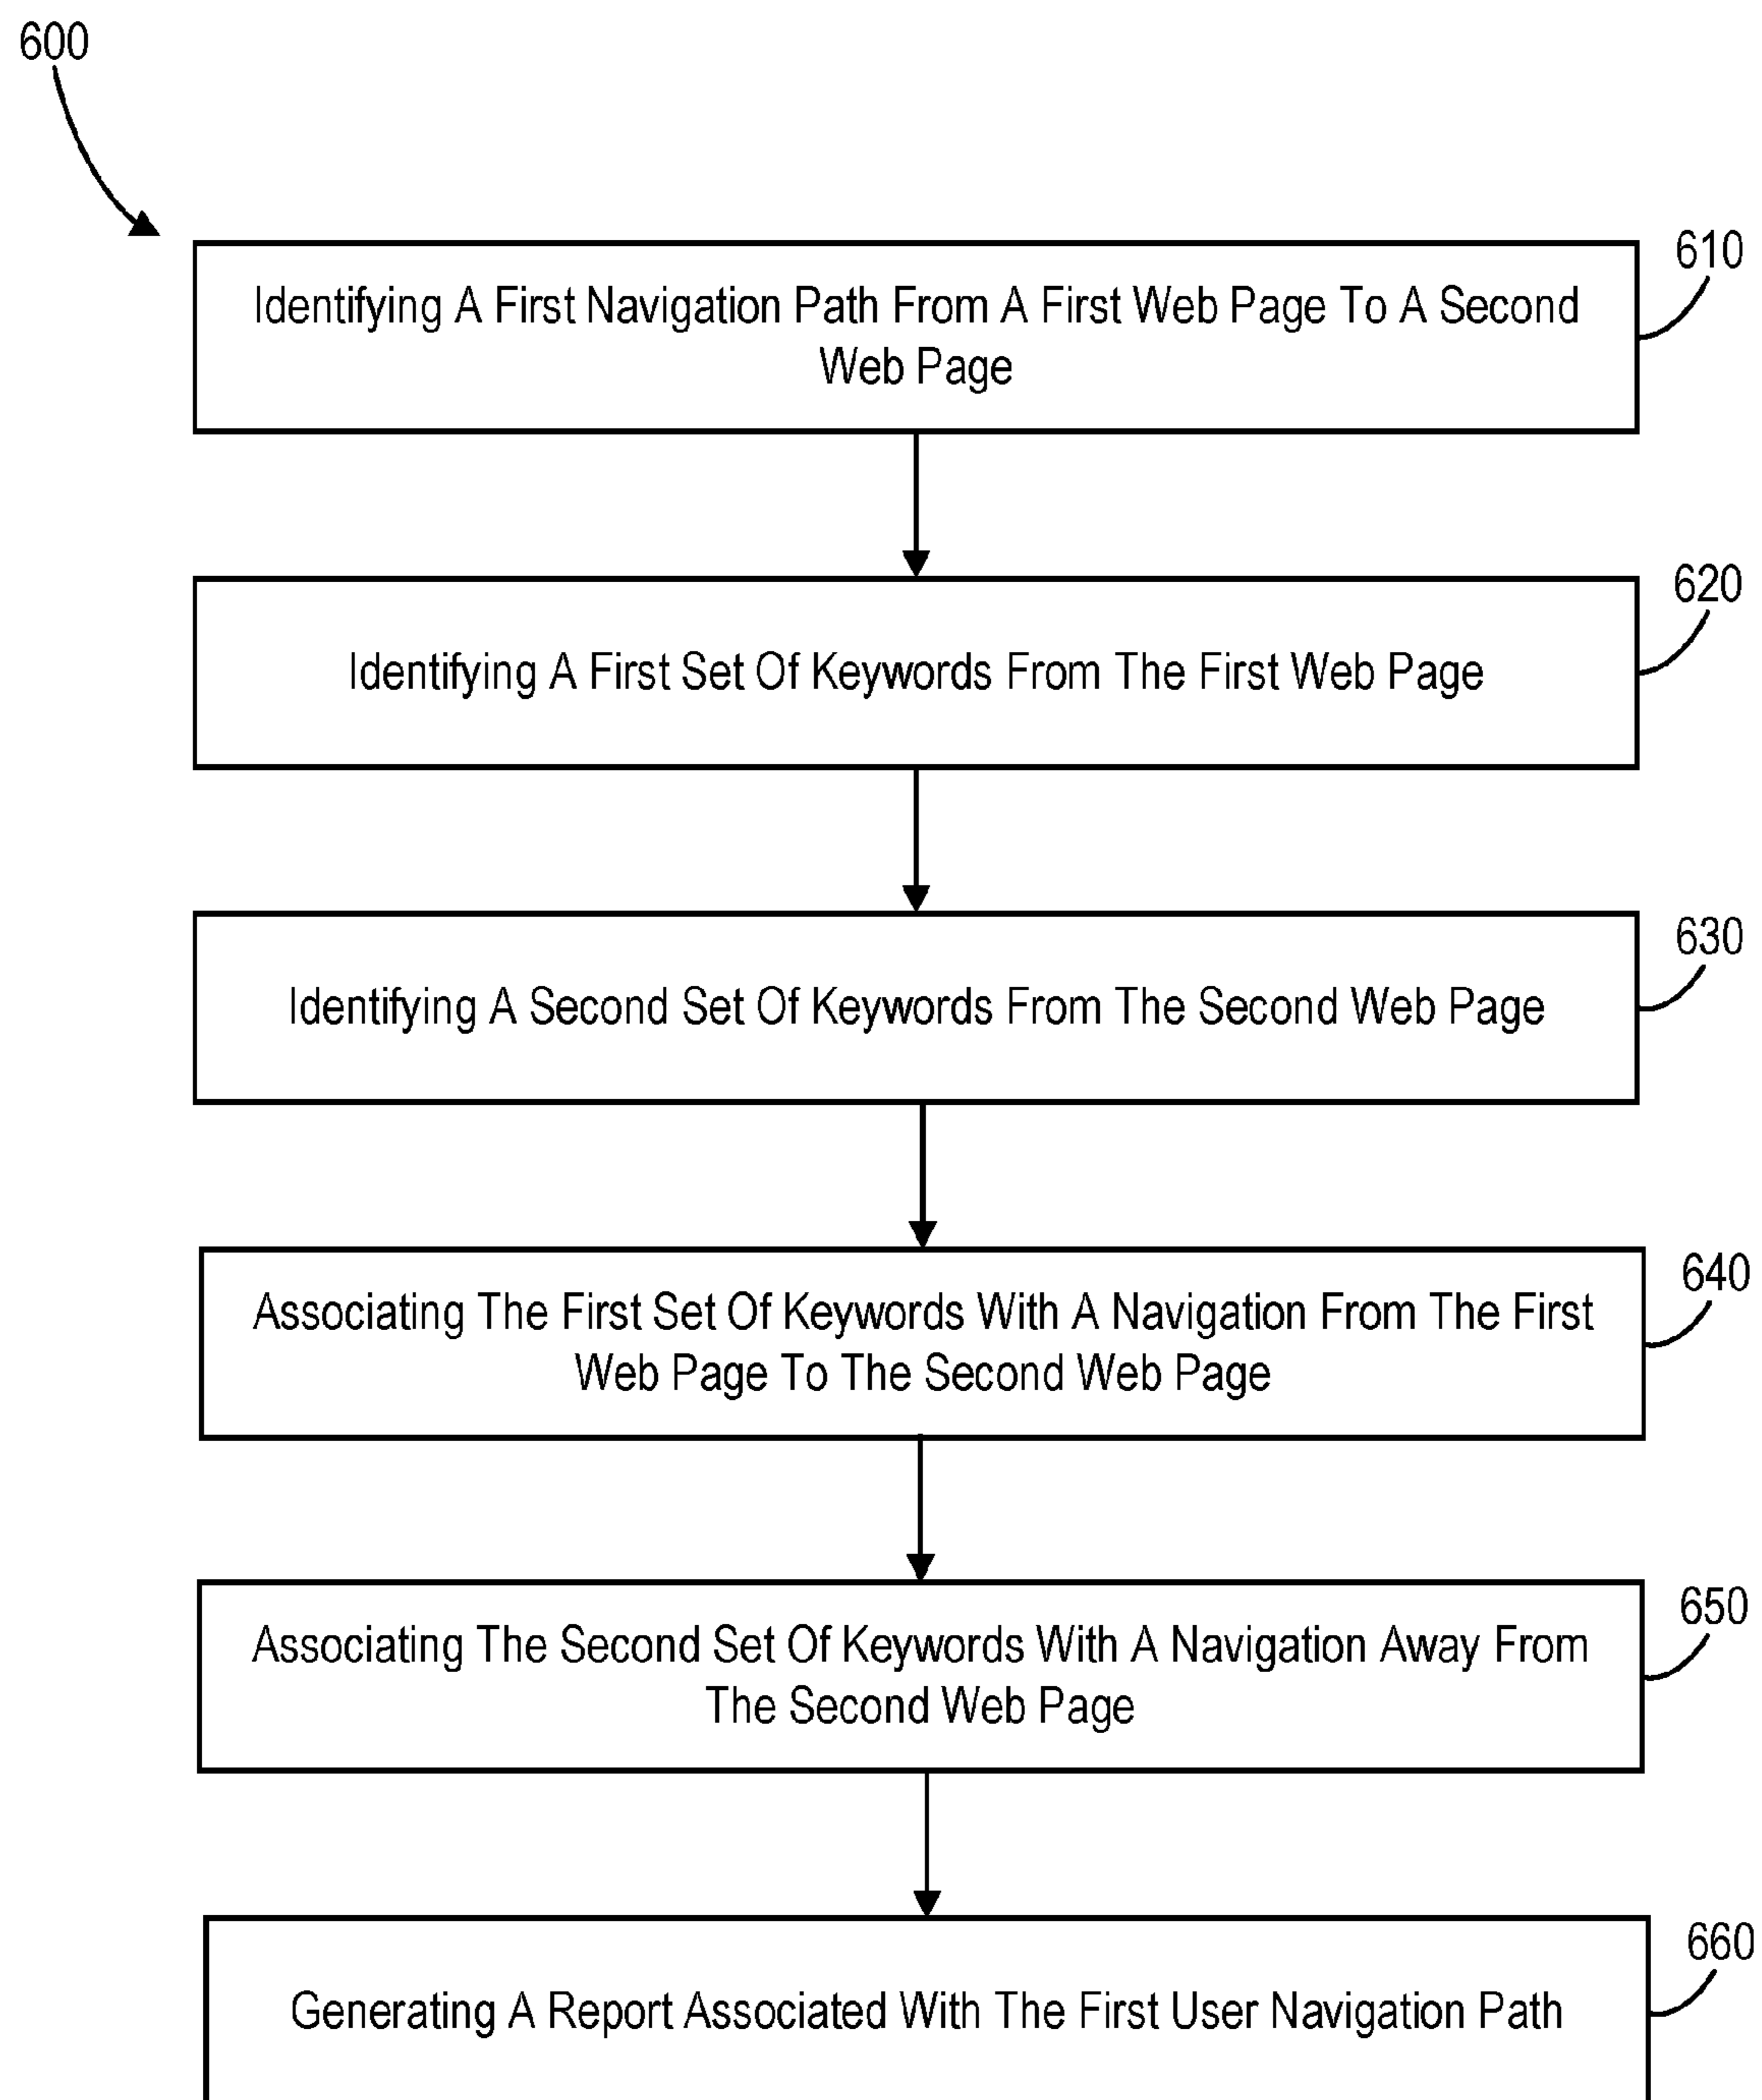 600
610
Identifying A First Navigation Path From A First Web Page To A Second
Web Page
620
Identifying A First Set Of Keywords From The First Web Page
630
Identifying A Second Set Of Keywords From The Second Web Page
640
Associating The First Set Of Keywords With A Navigation From The First
Web Page To The Second Web Page
650
Associating The Second Set Of Keywords With A Navigation Away From
The Second Web Page
660
Generating A Report Associated With The First User Navigation Path